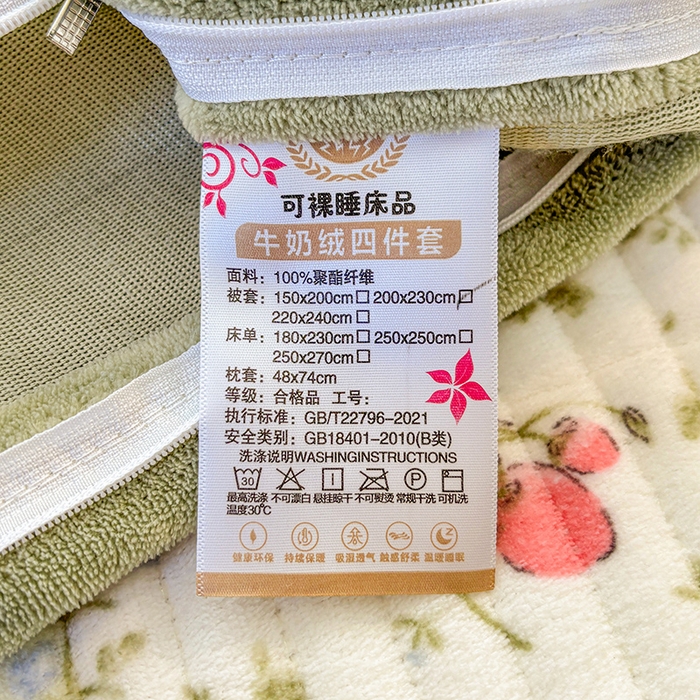 可裸睡床品
牛奶绒四件套
面料：100%聚酯纤维
被套：150x200cm□ 200x230cm☑
220x240cm□
床单：180x230cm□ 250x250cm□
250x270cm□
枕套：48x74cm
等级：合格品 工号：
执行标准：GB/T22796-2021
安全类别：GB18401-2010(B类)
洗涤说明WASHINGINSTRUCTIONS
30 P
最高洗涤 不可漂白 悬挂晾干 不可熨烫 常规干洗 可机洗
温度30℃
健康环保 持续保暖 吸湿透气 触感舒柔 温暖睡眠